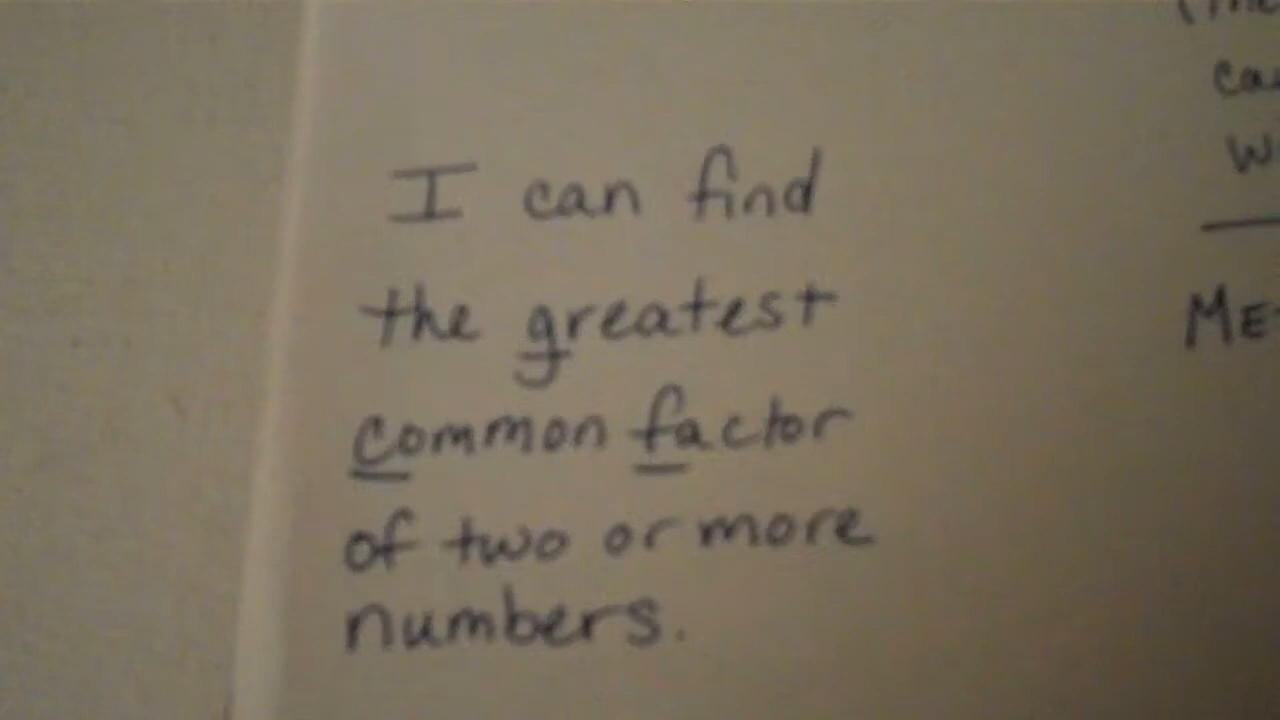 I can find
the greatest
common factor
of two or more
numbers.